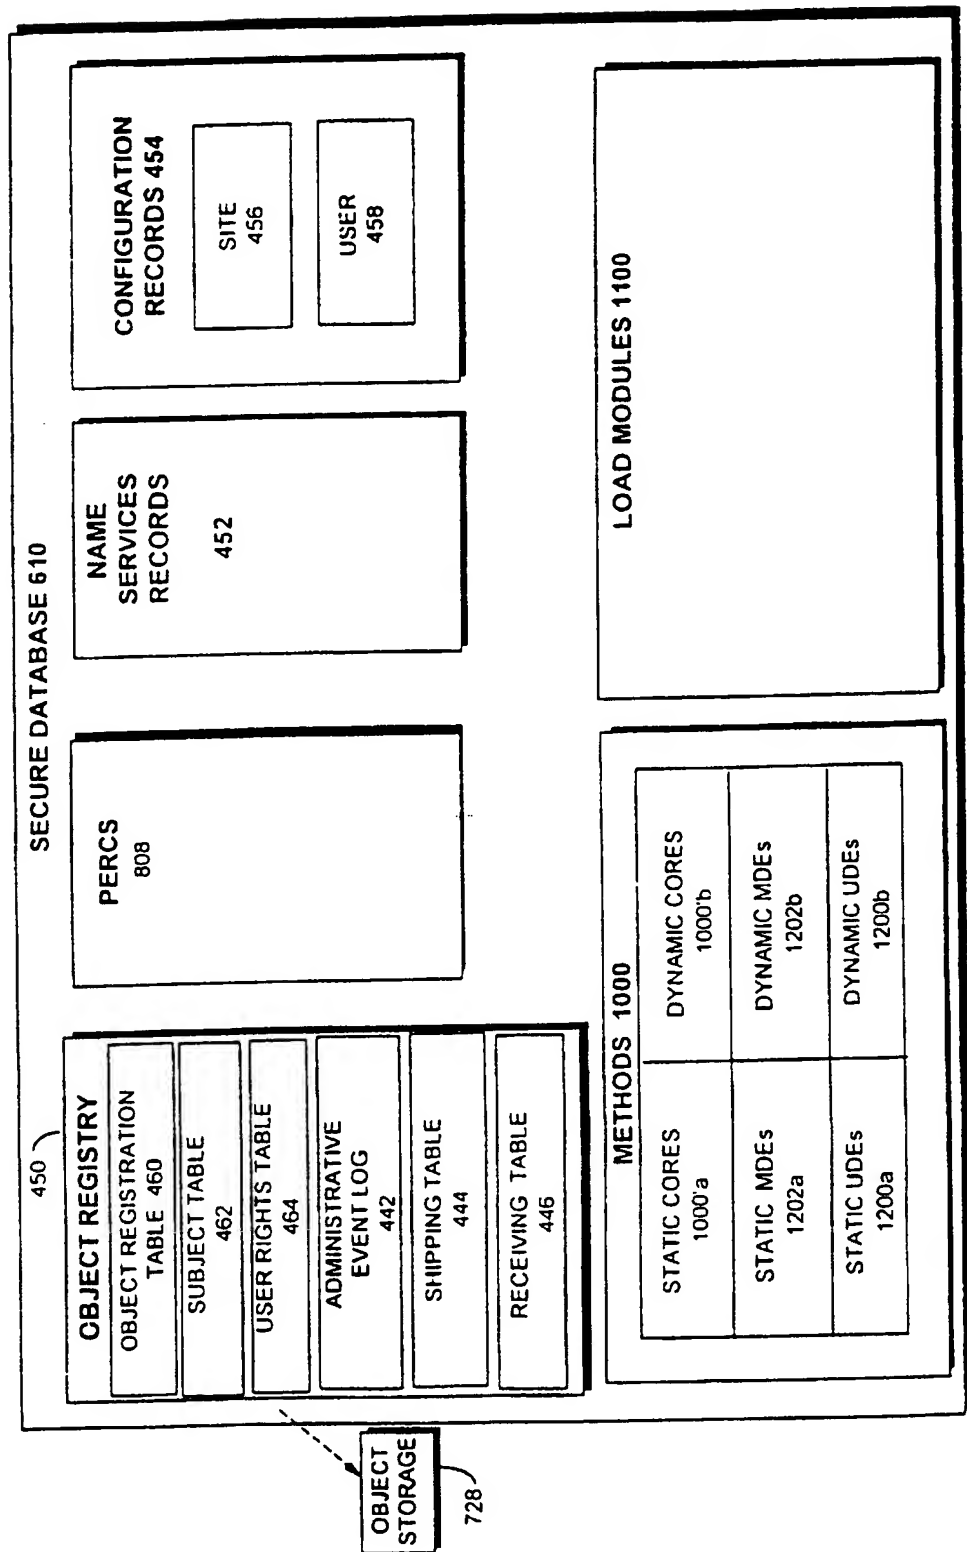 SECURE DATABASE 610
450
OBJECT REGISTRY
OBJECT REGISTRATION
TABLE 460
SUBJECT TABLE
462
USER RIGHTS TABLE
464
ADMINISTRATIVE
EVENT LOG
442
SHIPPING TABLE
444
RECEIVING TABLE
446
PERCS
808
NAME
SERVICES
RECORDS
452
CONFIGURATION
RECORDS 454
SITE
456
USER
458
OBJECT
STORAGE
728
METHODS 1000
STATIC CORES
1000'a
DYNAMIC CORES
1000'b
STATIC MDEs
1202a
DYNAMIC MDEs
1202b
STATIC UDEs
1200a
DYNAMIC UDEs
1200b
LOAD MODULES 1100